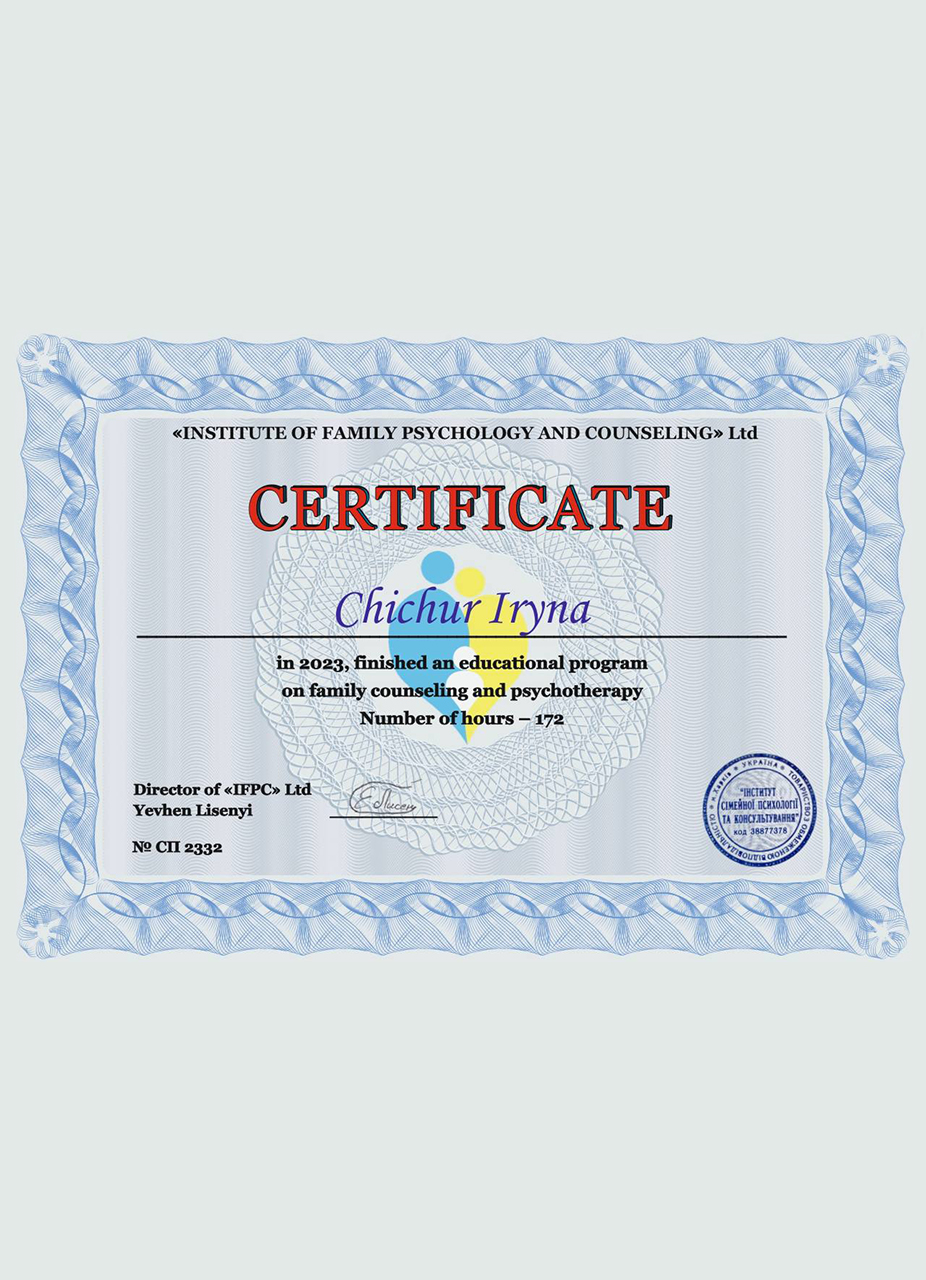 «INSTITUTE OF FAMILY PSYCHOLOGY AND COUNSELING» Ltd
CERTIFICATE
Chichur Iryna
in 2023, finished an educational program
on family counseling and psychotherapy
Number of hours – 172
Director of «IFPC» Ltd
Yevhen Lisenyi
№ СП 2332
* УКРАЇНА * ТОВАРИСТВО З ОБМЕЖЕНОЮ ВІДПОВІДАЛЬНІСТЮ * м.Харків
"ІНСТИТУТ
СІМЕЙНОЇ ПСИХОЛОГІЇ
ТА КОНСУЛЬТУВАННЯ"
код 38877378